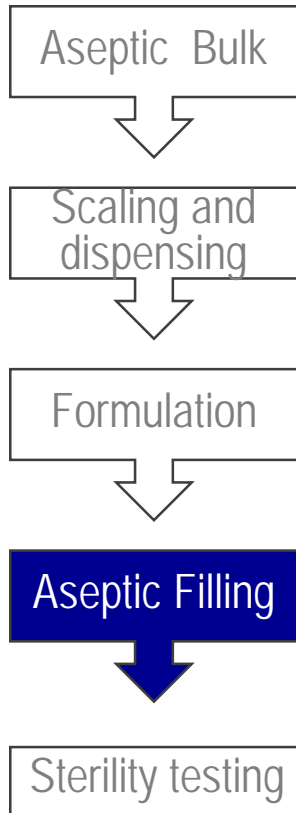 Aseptic Bulk
Scaling and
dispensing
Formulation
Aseptic Filling
Sterility testing